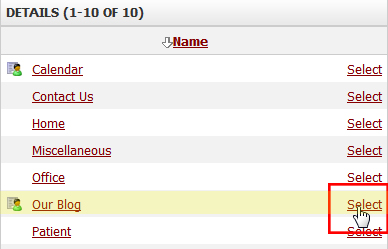 DETAILS (1-10 OF 10)
Name
Calendar Select
Contact Us Select
Home Select
Miscellaneous Select
Office Select
Our Blog Select
Patient Select